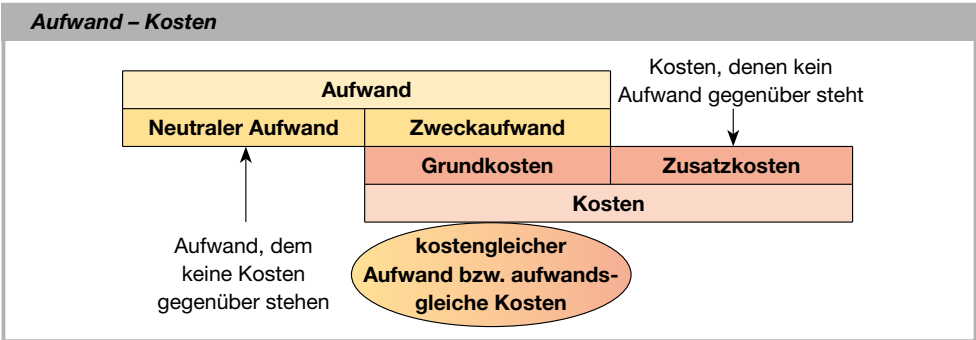 Aufwand – Kosten
Kosten, denen kein
Aufwand gegenüber steht
Aufwand
Neutraler Aufwand Zweckaufwand
Grundkosten Zusatzkosten
Kosten
Aufwand, dem
keine Kosten
gegenüber stehen
kostengleicher
Aufwand bzw. aufwands-
gleiche Kosten